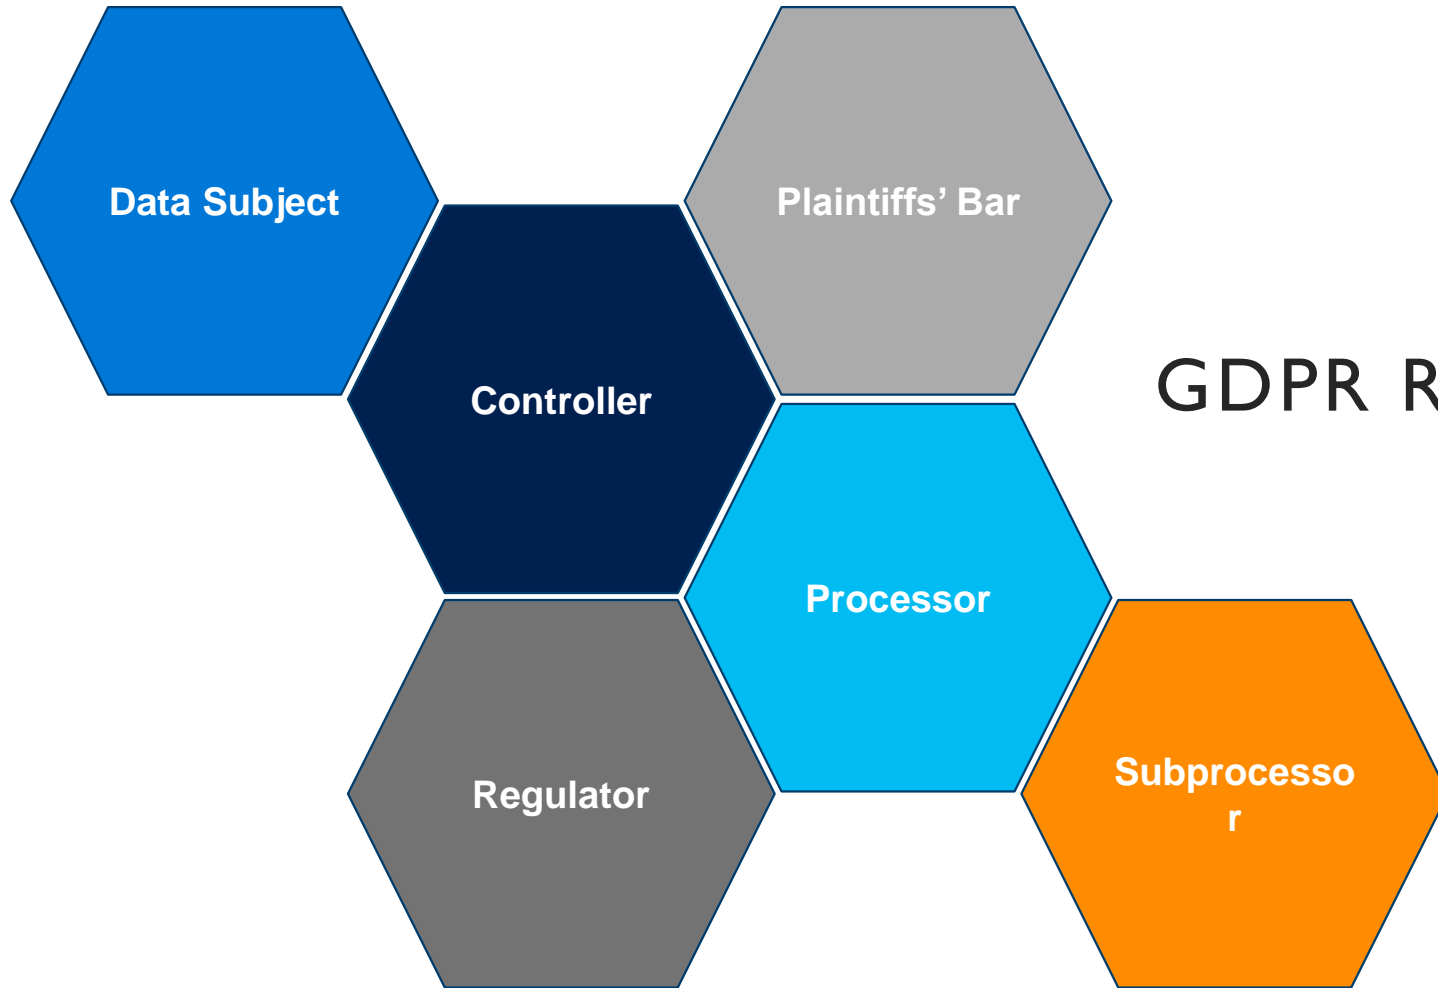 Data Subject
Plaintiffs’ Bar
Controller
GDPR R
Processor
Regulator
Subprocesso
r